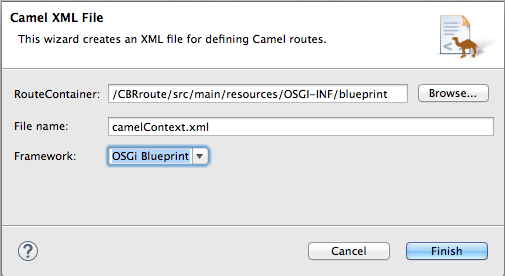 Camel XML File
This wizard creates an XML file for defining Camel routes.
RouteContainer: /CBRroute/src/main/resources/OSGI-INF/blueprint Browse...
File name: camelContext.xml
Framework: OSGi Blueprint
? Cancel Finish